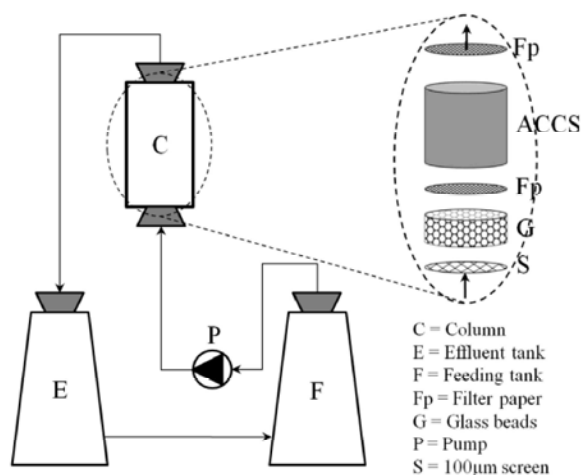 Fp
ACCS
Fp
G
S
C
P
E
F
C = Column
E = Effluent tank
F = Feeding tank
Fp = Filter paper
G = Glass beads
P = Pump
S = 100μm screen